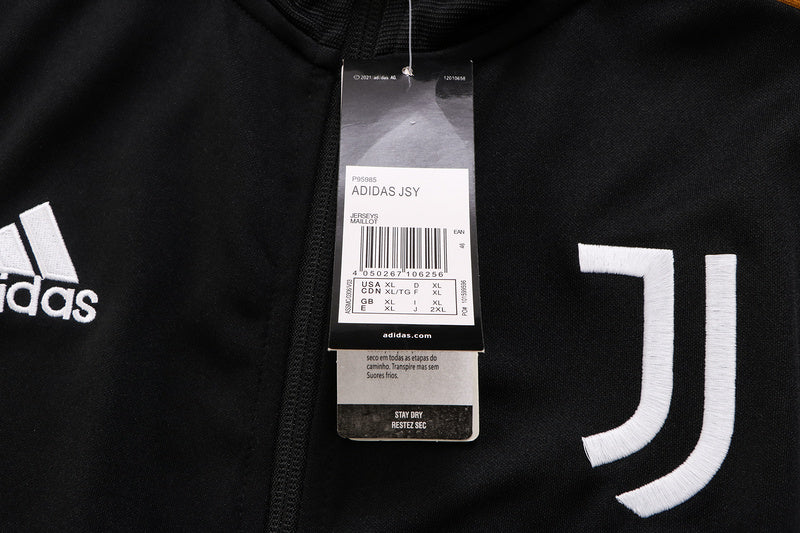 © 2021 adidas AG. 12010658
P95985
ADIDAS JSY
JERSEYS
MAILLOT
EAN
46
4 050267 106256
USA XL D XL
CDN XL/TG F XL
GB XL I XL
E XL J 2XL
adidas.com
seco em todas as etapas do
caminho. Transpire mas sem
Suores frios.
STAY DRY
RESTEZ SEC
adidas